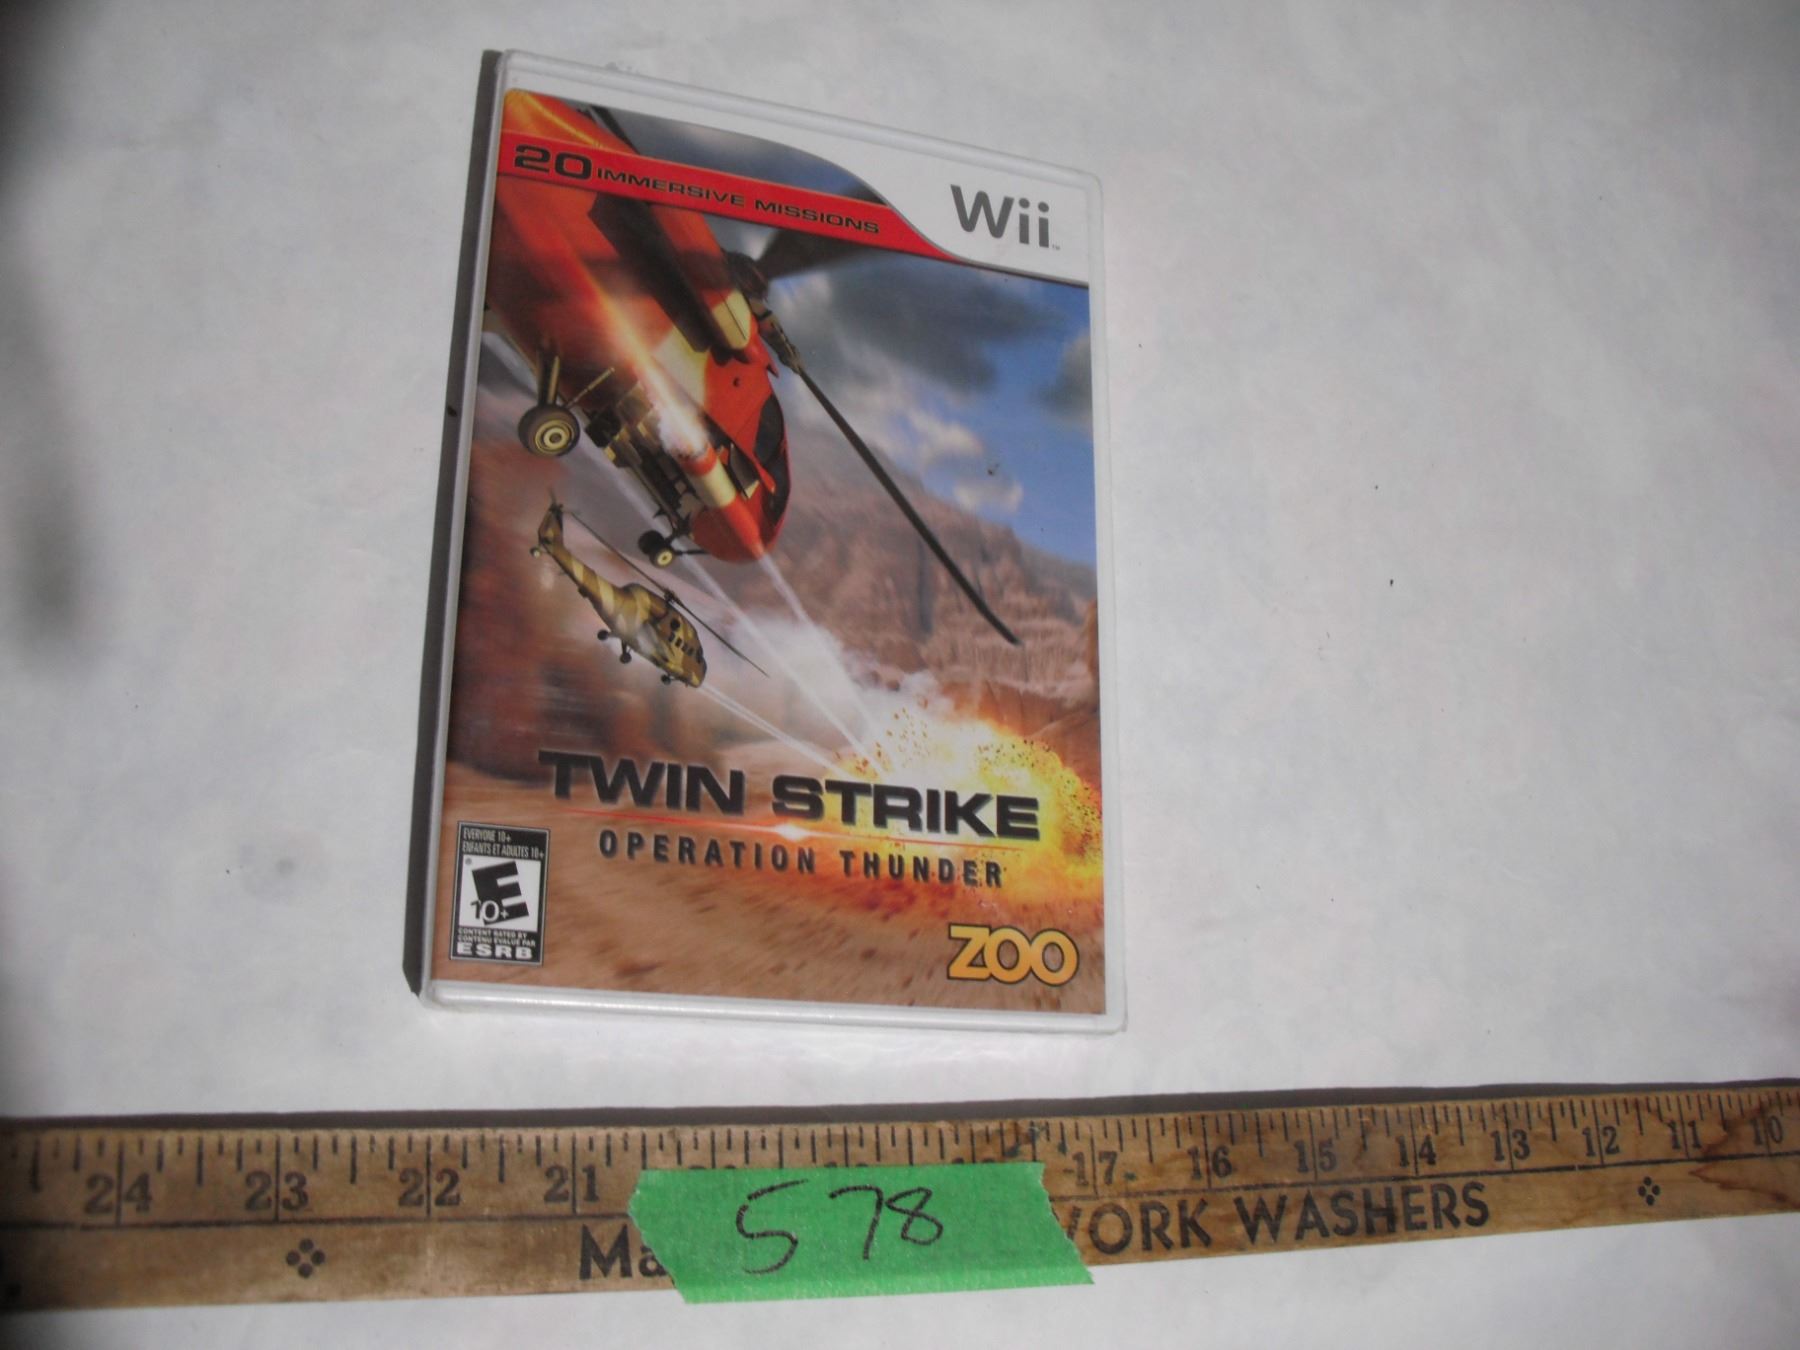 20 IMMERSIVE MISSIONS
Wii
TWIN STRIKE
OPERATION THUNDER
EVERYONE 10+
ENFANTS ET ADULTES 10+
E
10+
CONTENT RATED BY
CONTENU ÉVALUÉ PAR
ESRB
ZOO
24 23 22 21 17 16 15 14 13 12 11 10
578
WORK WASHERS